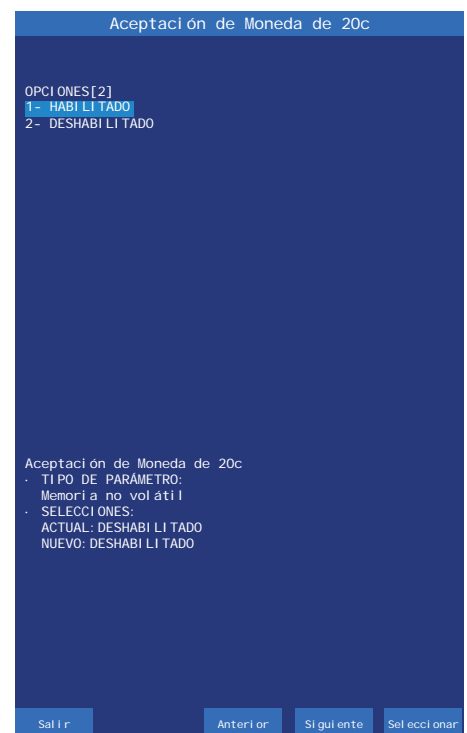 Aceptación de Moneda de 20c
OPCIONES[2]
1- HABILITADO
2- DESHABILITADO
Aceptación de Moneda de 20c
· TIPO DE PARÁMETRO:
Memoria no volátil
· SELECCIONES:
ACTUAL: DESHABILITADO
NUEVO: DESHABILITADO
Salir Anterior Siguiente Seleccionar